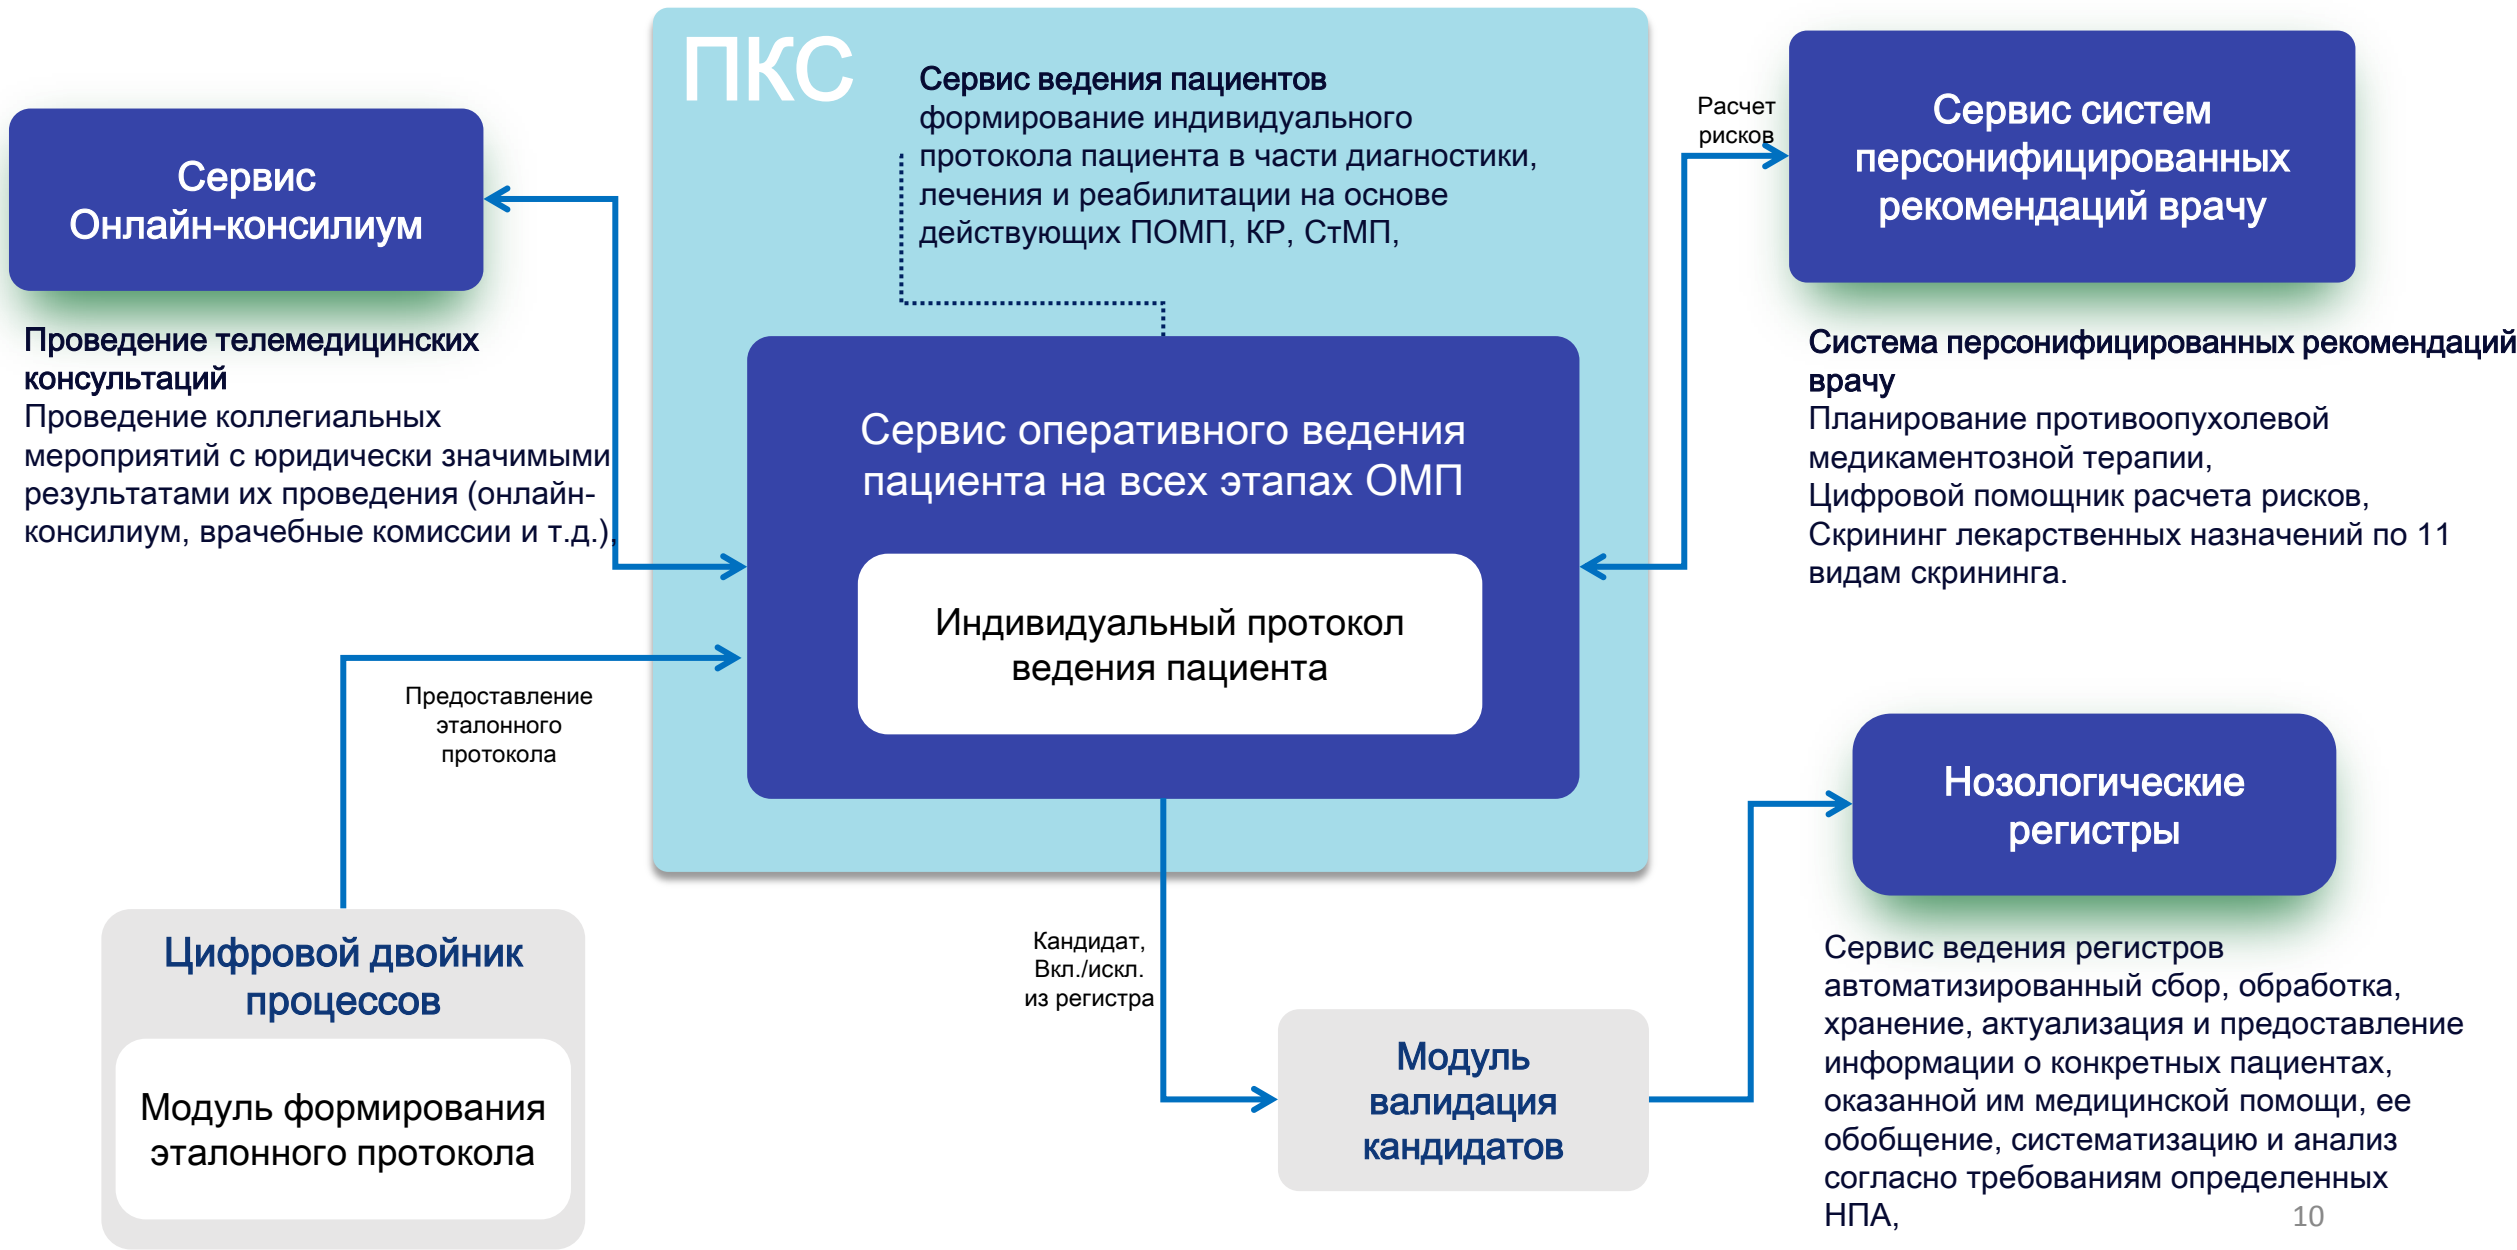 ПКС
Сервис ведения пациентов
формирование индивидуального
протокола пациента в части диагностики,
лечения и реабилитации на основе
действующих ПОМП, КР, СтМП,
Сервис
Онлайн-консилиум
Проведение телемедицинских
консультаций
Проведение коллегиальных
мероприятий с юридически значимыми
результатами их проведения (онлайн-
консилиум, врачебные комиссии и т.д.),
Расчет
рисков
Сервис систем
персонифицированных
рекомендаций врачу
Система персонифицированных рекомендаций
врачу
Планирование противоопухолевой
медикаментозной терапии,
Цифровой помощник расчета рисков,
Скрининг лекарственных назначений по 11
видам скрининга.
Сервис оперативного ведения
пациента на всех этапах ОМП
Индивидуальный протокол
ведения пациента
Предоставление
эталонного
протокола
Цифровой двойник
процессов
Модуль формирования
эталонного протокола
Кандидат,
Вкл./искл.
из регистра
Модуль
валидация
кандидатов
Нозологические
регистры
Сервис ведения регистров
автоматизированный сбор, обработка,
хранение, актуализация и предоставление
информации о конкретных пациентах,
оказанной им медицинской помощи, ее
обобщение, систематизацию и анализ
согласно требованиям определенных
НПА,
10